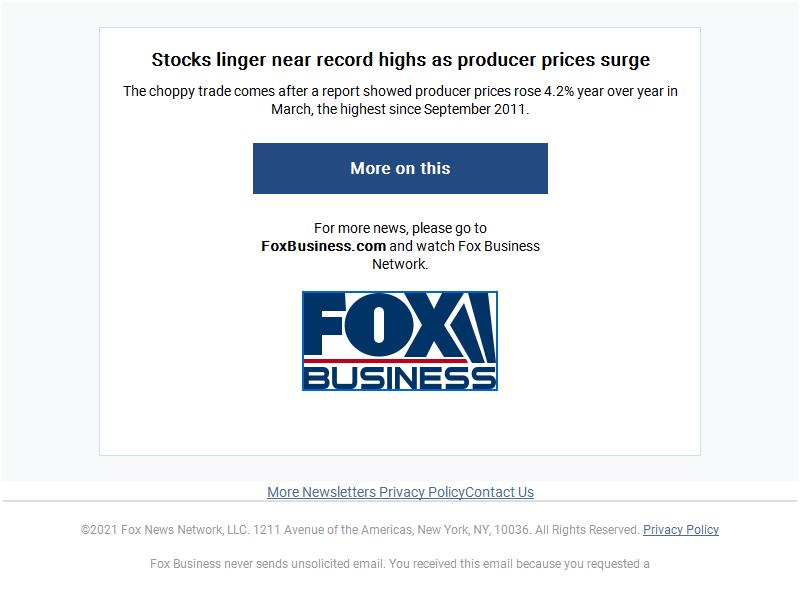 Stocks linger near record highs as producer prices surge
The choppy trade comes after a report showed producer prices rose 4.2% year over year in
March, the highest since September 2011.
More on this
For more news, please go to
FoxBusiness.com and watch Fox Business
Network.
FOX
BUSINESS
More Newsletters Privacy PolicyContact Us
©2021 Fox News Network, LLC. 1211 Avenue of the Americas, New York, NY, 10036. All Rights Reserved. Privacy Policy
Fox Business never sends unsolicited email. You received this email because you requested a